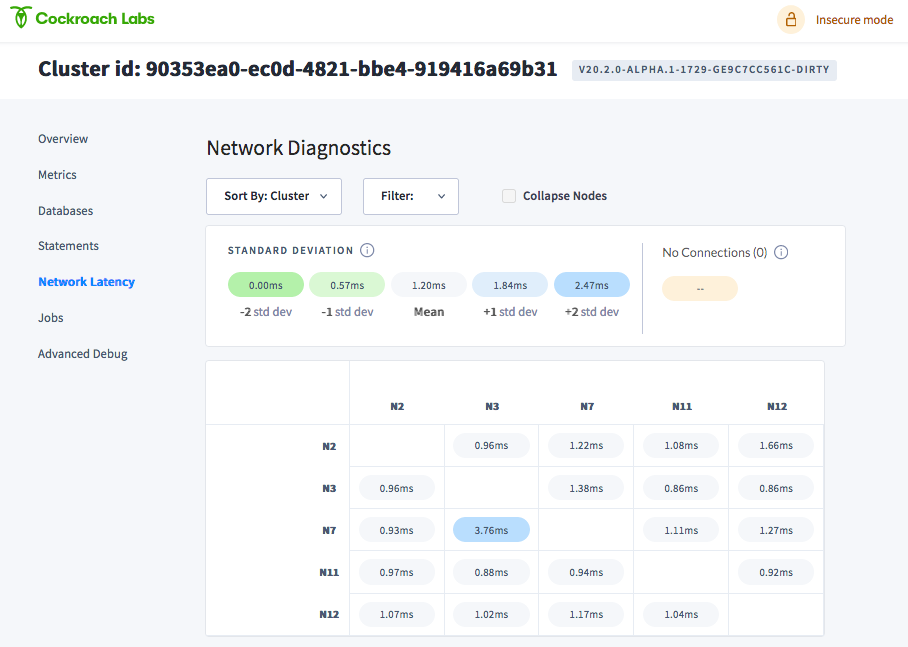 Cockroach Labs
Insecure mode
Cluster id: 90353ea0-ec0d-4821-bbe4-919416a69b31 V20.2.0-ALPHA.1-1729-GE9C7CC561C-DIRTY
Overview
Metrics
Databases
Statements
Network Latency
Jobs
Advanced Debug
Network Diagnostics
Sort By: Cluster
Filter:
Collapse Nodes
STANDARD DEVIATION
0.00ms 0.57ms 1.20ms 1.84ms 2.47ms
-2 std dev -1 std dev Mean +1 std dev +2 std dev
No Connections (0)
--
N2 N3 N7 N11 N12
N2 0.96ms 1.22ms 1.08ms 1.66ms
N3 0.96ms 1.38ms 0.86ms 0.86ms
N7 0.93ms 3.76ms 1.11ms 1.27ms
N11 0.97ms 0.88ms 0.94ms 0.92ms
N12 1.07ms 1.02ms 1.17ms 1.04ms